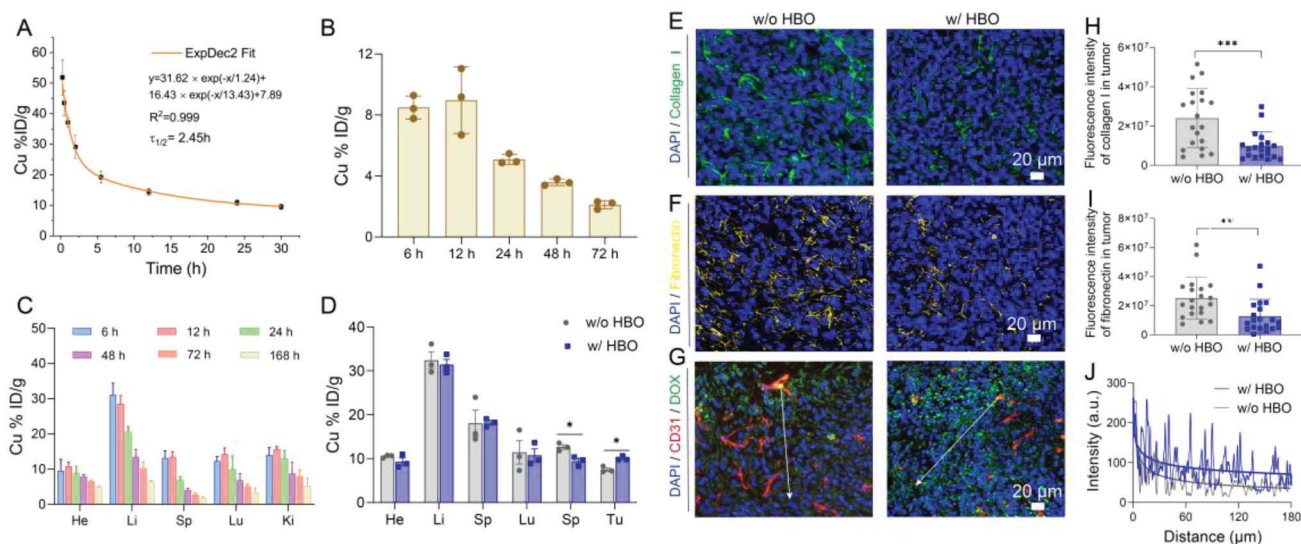 A
Cu %ID/g
60
50
40
30
20
10
0
ExpDec2 Fit
y=31.62 × exp(-x/1.24)+
16.43 × exp(-x/13.43)+7.89
R²=0.999
τ1/2= 2.45h
0 5 10 15 20 25 30
Time (h)
B
Cu % ID/g
12
8
4
0
6 h 12 h 24 h 48 h 72 h
C
Cu % ID/g
50
40
30
20
10
0
6 h 12 h 24 h
48 h 72 h 168 h
He Li Sp Lu Ki
D
Cu % ID/g
40
30
20
10
0
w/o HBO
w/ HBO
*
*
He Li Sp Lu Sp Tu
w/o HBO w/ HBO
E
DAPI / Collagen I
20 μm
F
DAPI / Fibronectin
20 μm
G
DAPI / CD31 / DOX
20 μm
H
Fluorescence intensity
of collagen I in tumor
6×10⁷
4×10⁷
2×10⁷
0
***
w/o HBO w/ HBO
I
Fluorescence intensity
of fibronectin in tumor
8×10⁷
6×10⁷
4×10⁷
2×10⁷
0
**
w/o HBO w/ HBO
J
Intensity (a.u.)
300
200
100
0
w/ HBO
w/o HBO
0 60 120 180
Distance (μm)